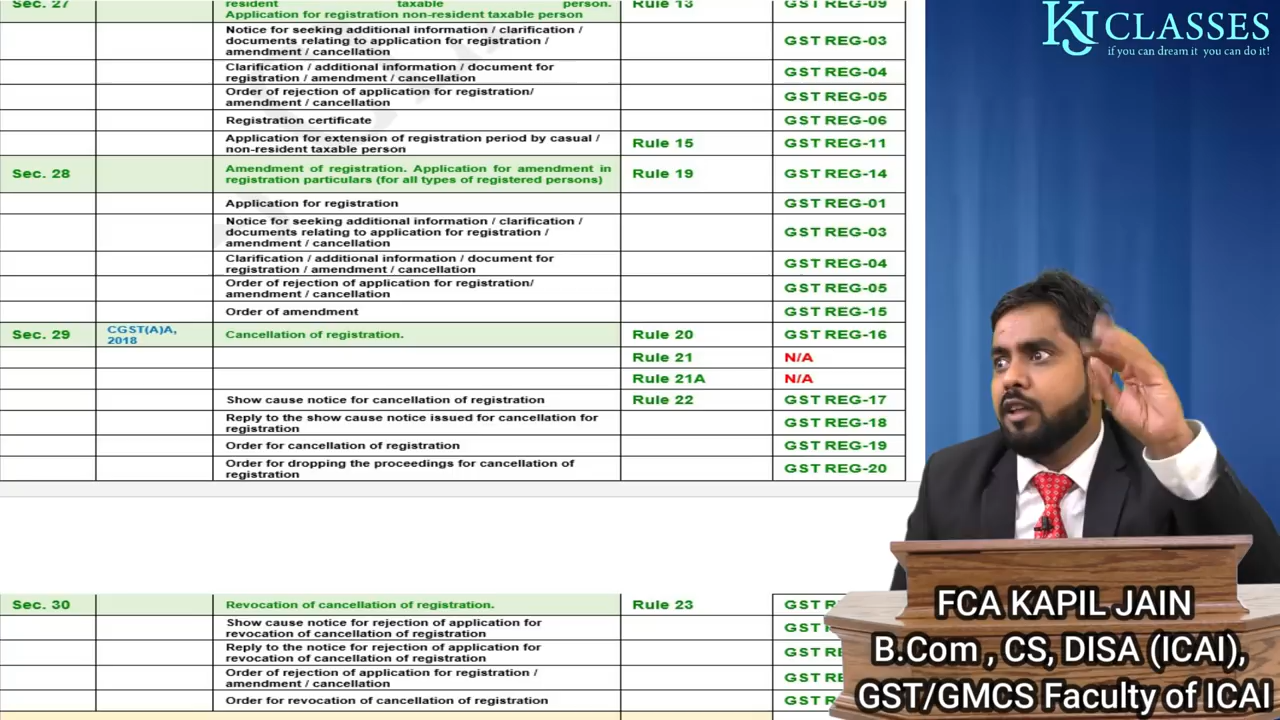 Sec. 27
resident taxable person.
Application for registration non-resident taxable person
Rule 13
GST REG-09
Notice for seeking additional information / clarification /
documents relating to application for registration /
amendment / cancellation
GST REG-03
Clarification / additional information / document for
registration / amendment / cancellation
GST REG-04
Order of rejection of application for registration/
amendment / cancellation
GST REG-05
Registration certificate
GST REG-06
Application for extension of registration period by casual /
non-resident taxable person
Rule 15
GST REG-11
Sec. 28
Amendment of registration. Application for amendment in
registration particulars (for all types of registered persons)
Rule 19
GST REG-14
Application for registration
GST REG-01
Notice for seeking additional information / clarification /
documents relating to application for registration /
amendment / cancellation
GST REG-03
Clarification / additional information / document for
registration / amendment / cancellation
GST REG-04
Order of rejection of application for registration/
amendment / cancellation
GST REG-05
Order of amendment
GST REG-15
Sec. 29
CGST(A)A,
2018
Cancellation of registration.
Rule 20
GST REG-16
Rule 21
N/A
Rule 21A
N/A
Show cause notice for cancellation of registration
Rule 22
GST REG-17
Reply to the show cause notice issued for cancellation for
registration
GST REG-18
Order for cancellation of registration
GST REG-19
Order for dropping the proceedings for cancellation of
registration
GST REG-20
Sec. 30
Revocation of cancellation of registration.
Rule 23
GST R
Show cause notice for rejection of application for
revocation of cancellation of registration
GST
Reply to the notice for rejection of application for
revocation of cancellation of registration
GST RE
Order of rejection of application for registration /
amendment / cancellation
GST RE
Order for revocation of cancellation of registration
GST R
KJ CLASSES
if you can dream it you can do it!
FCA KAPIL JAIN
B.Com , CS, DISA (ICAI),
GST/GMCS Faculty of ICAI